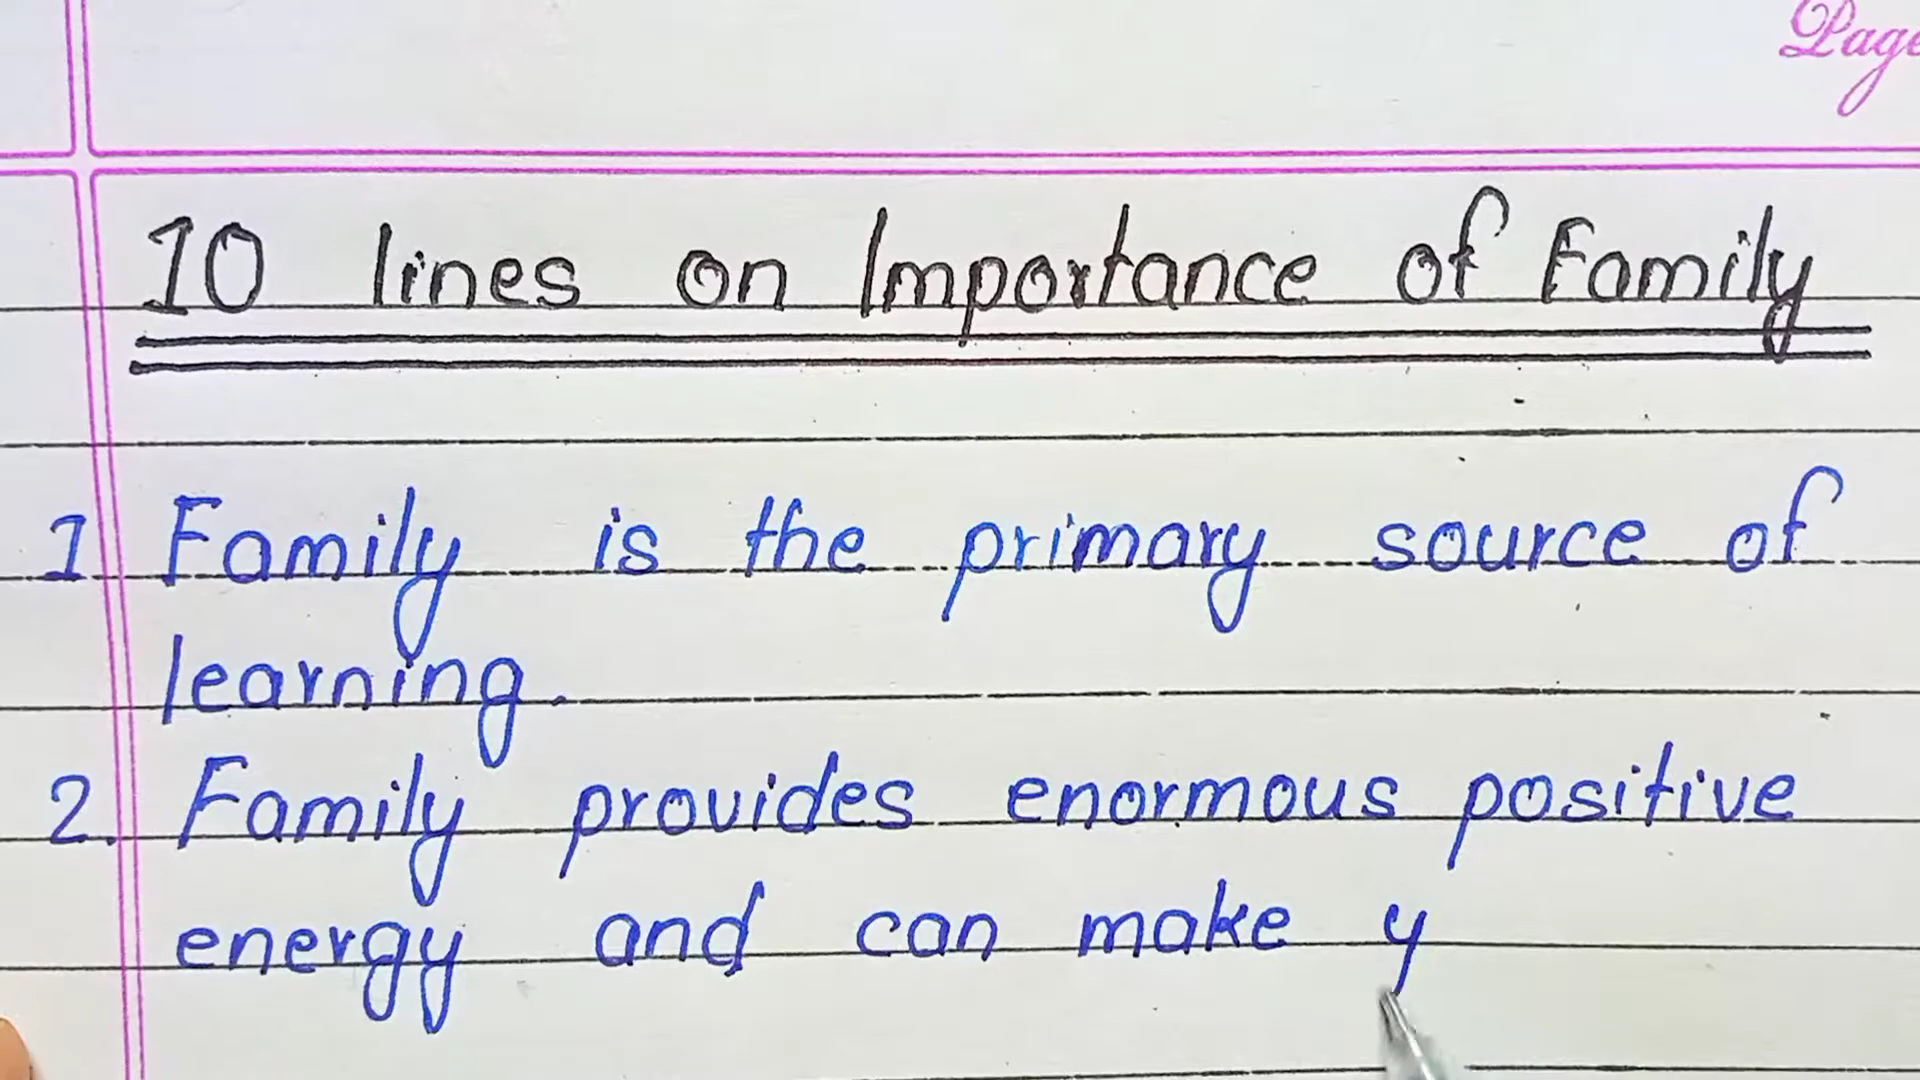 Page
10 lines on Importance of Family
1 Family is the primary source of
learning.
2. Family provides enormous positive
energy and can make y